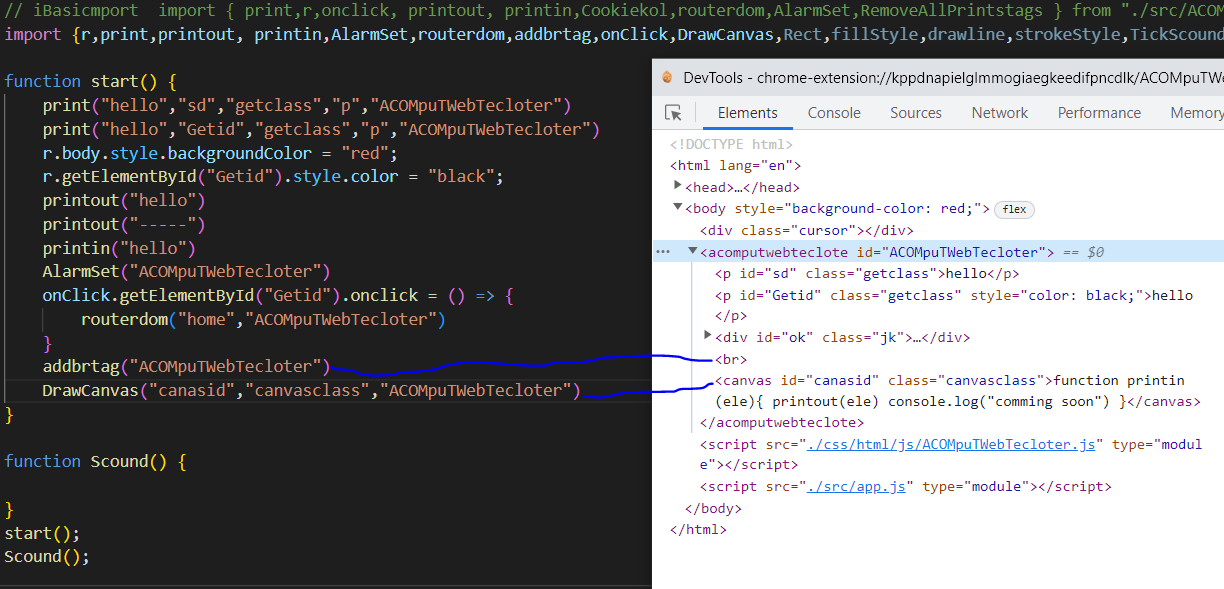 // iBasicmport  import { print,r,onclick, printout, printin,Cookiekol,routerdom,AlarmSet,RemoveAllPrintstags } from "./src/ACOM
import {r,print,printout, printin,AlarmSet,routerdom,addbrtag,onClick,DrawCanvas,Rect,fillStyle,drawline,strokeStyle,TickScound
function start() {
print("hello","sd","getclass","p","ACOMpuTWebTecloter")
print("hello","Getid","getclass","p","ACOMpuTWebTecloter")
r.body.style.backgroundColor = "red";
r.getElementById("Getid").style.color = "black";
printout("hello")
printout("-----")
printin("hello")
AlarmSet("ACOMpuTWebTecloter")
onClick.getElementById("Getid").onclick = () => {
routerdom("home","ACOMpuTWebTecloter")
}
addbrtag("ACOMpuTWebTecloter")
DrawCanvas("canasid","canvasclass","ACOMpuTWebTecloter")
}
function Scound() {
}
start();
Scound();
DevTools - chrome-extension://kppdnapielglmmogiaegkeedifpncdlk/ACOMpuTWe
Elements Console Sources Network Performance Memory
<!DOCTYPE html>
<html lang="en">
<head>…</head>
<body style="background-color: red;"> flex
<div class="cursor"></div>
<acomputwebteclote id="ACOMpuTWebTecloter"> == $0
<p id="sd" class="getclass">hello</p>
<p id="Getid" class="getclass" style="color: black;">hello
</p>
<div id="ok" class="jk">…</div>
<br>
<canvas id="canasid" class="canvasclass">function printin
(ele){ printout(ele) console.log("comming soon") }</canvas>
</acomputwebteclote>
<script src="./css/html/js/ACOMpuTWebTecloter.js" type="modul
e"></script>
<script src="./src/app.js" type="module"></script>
</body>
</html>